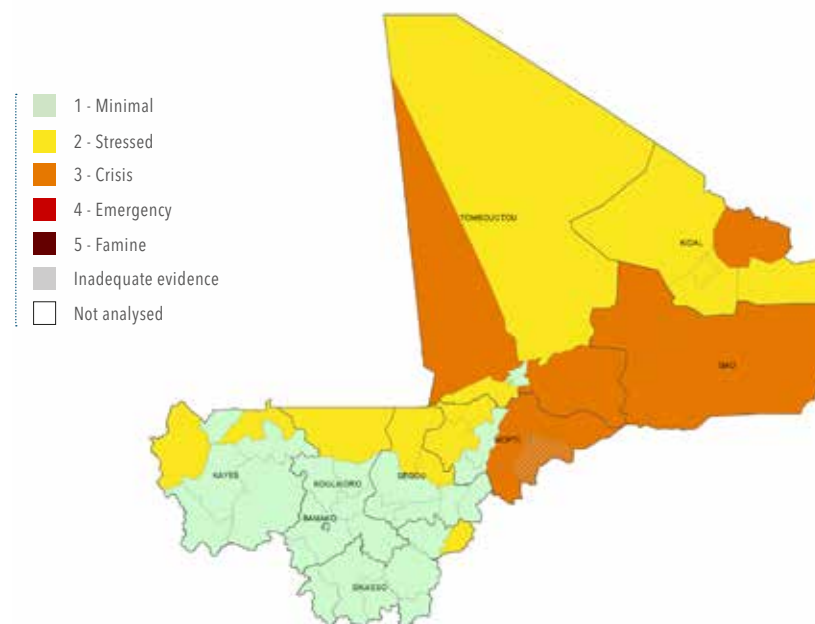 1 - Minimal
2 - Stressed
3 - Crisis
4 - Emergency
5 - Famine
Inadequate evidence
Not analysed
TOMBOUCTOU
KIDAL
GAO
MOPTI
KAYES
KOULIKORO
SEGOU
BAMAKO
SIKASSO